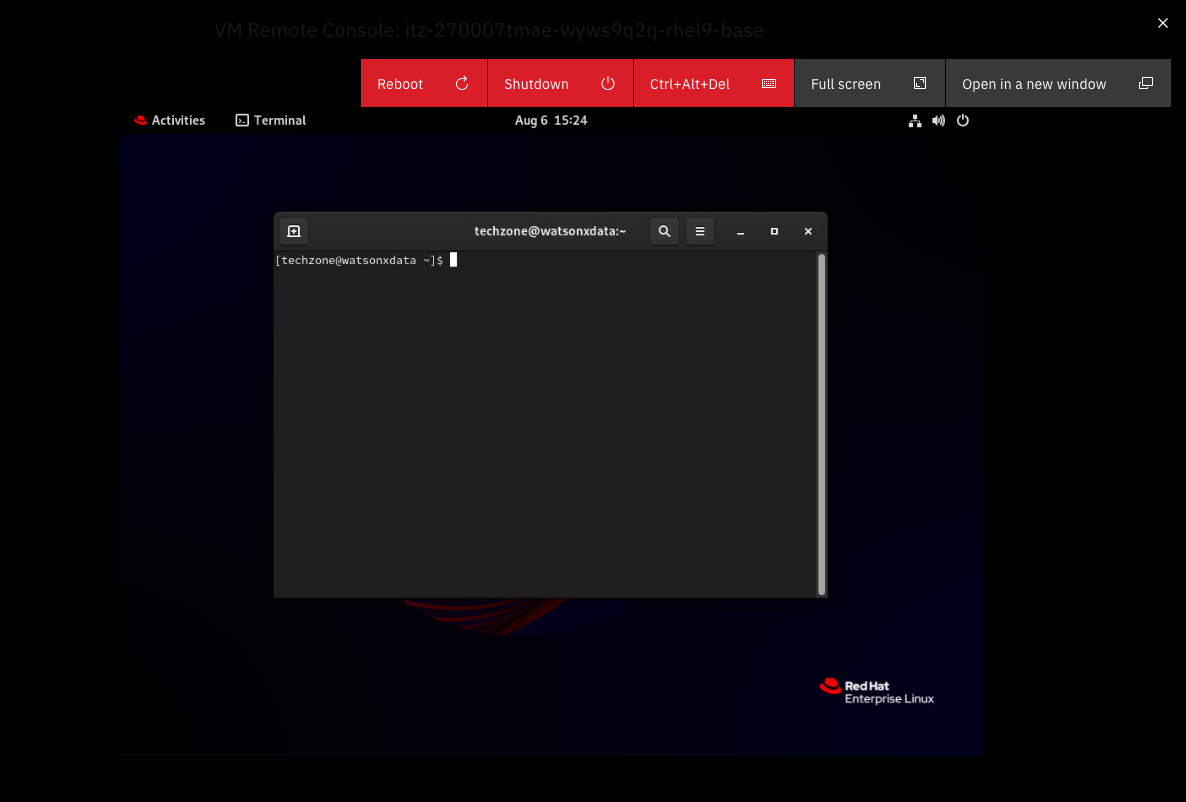 VM Remote Console: itz-270007tmae-wyws9q2q-rhel9-base
Reboot Shutdown Ctrl+Alt+Del Full screen Open in a new window
Activities Terminal Aug 6 15:24
techzone@watsonxdata:~
[techzone@watsonxdata ~]$
Red Hat
Enterprise Linux